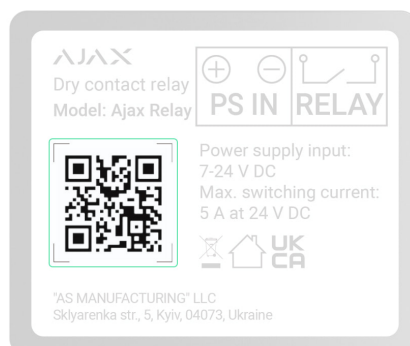 AJAX
Dry contact relay
Model: Ajax Relay
PS IN
RELAY
Power supply input:
7-24 V DC
Max. switching current:
5 A at 24 V DC
UK
CA
"AS MANUFACTURING" LLC
Sklyarenka str., 5, Kyiv, 04073, Ukraine